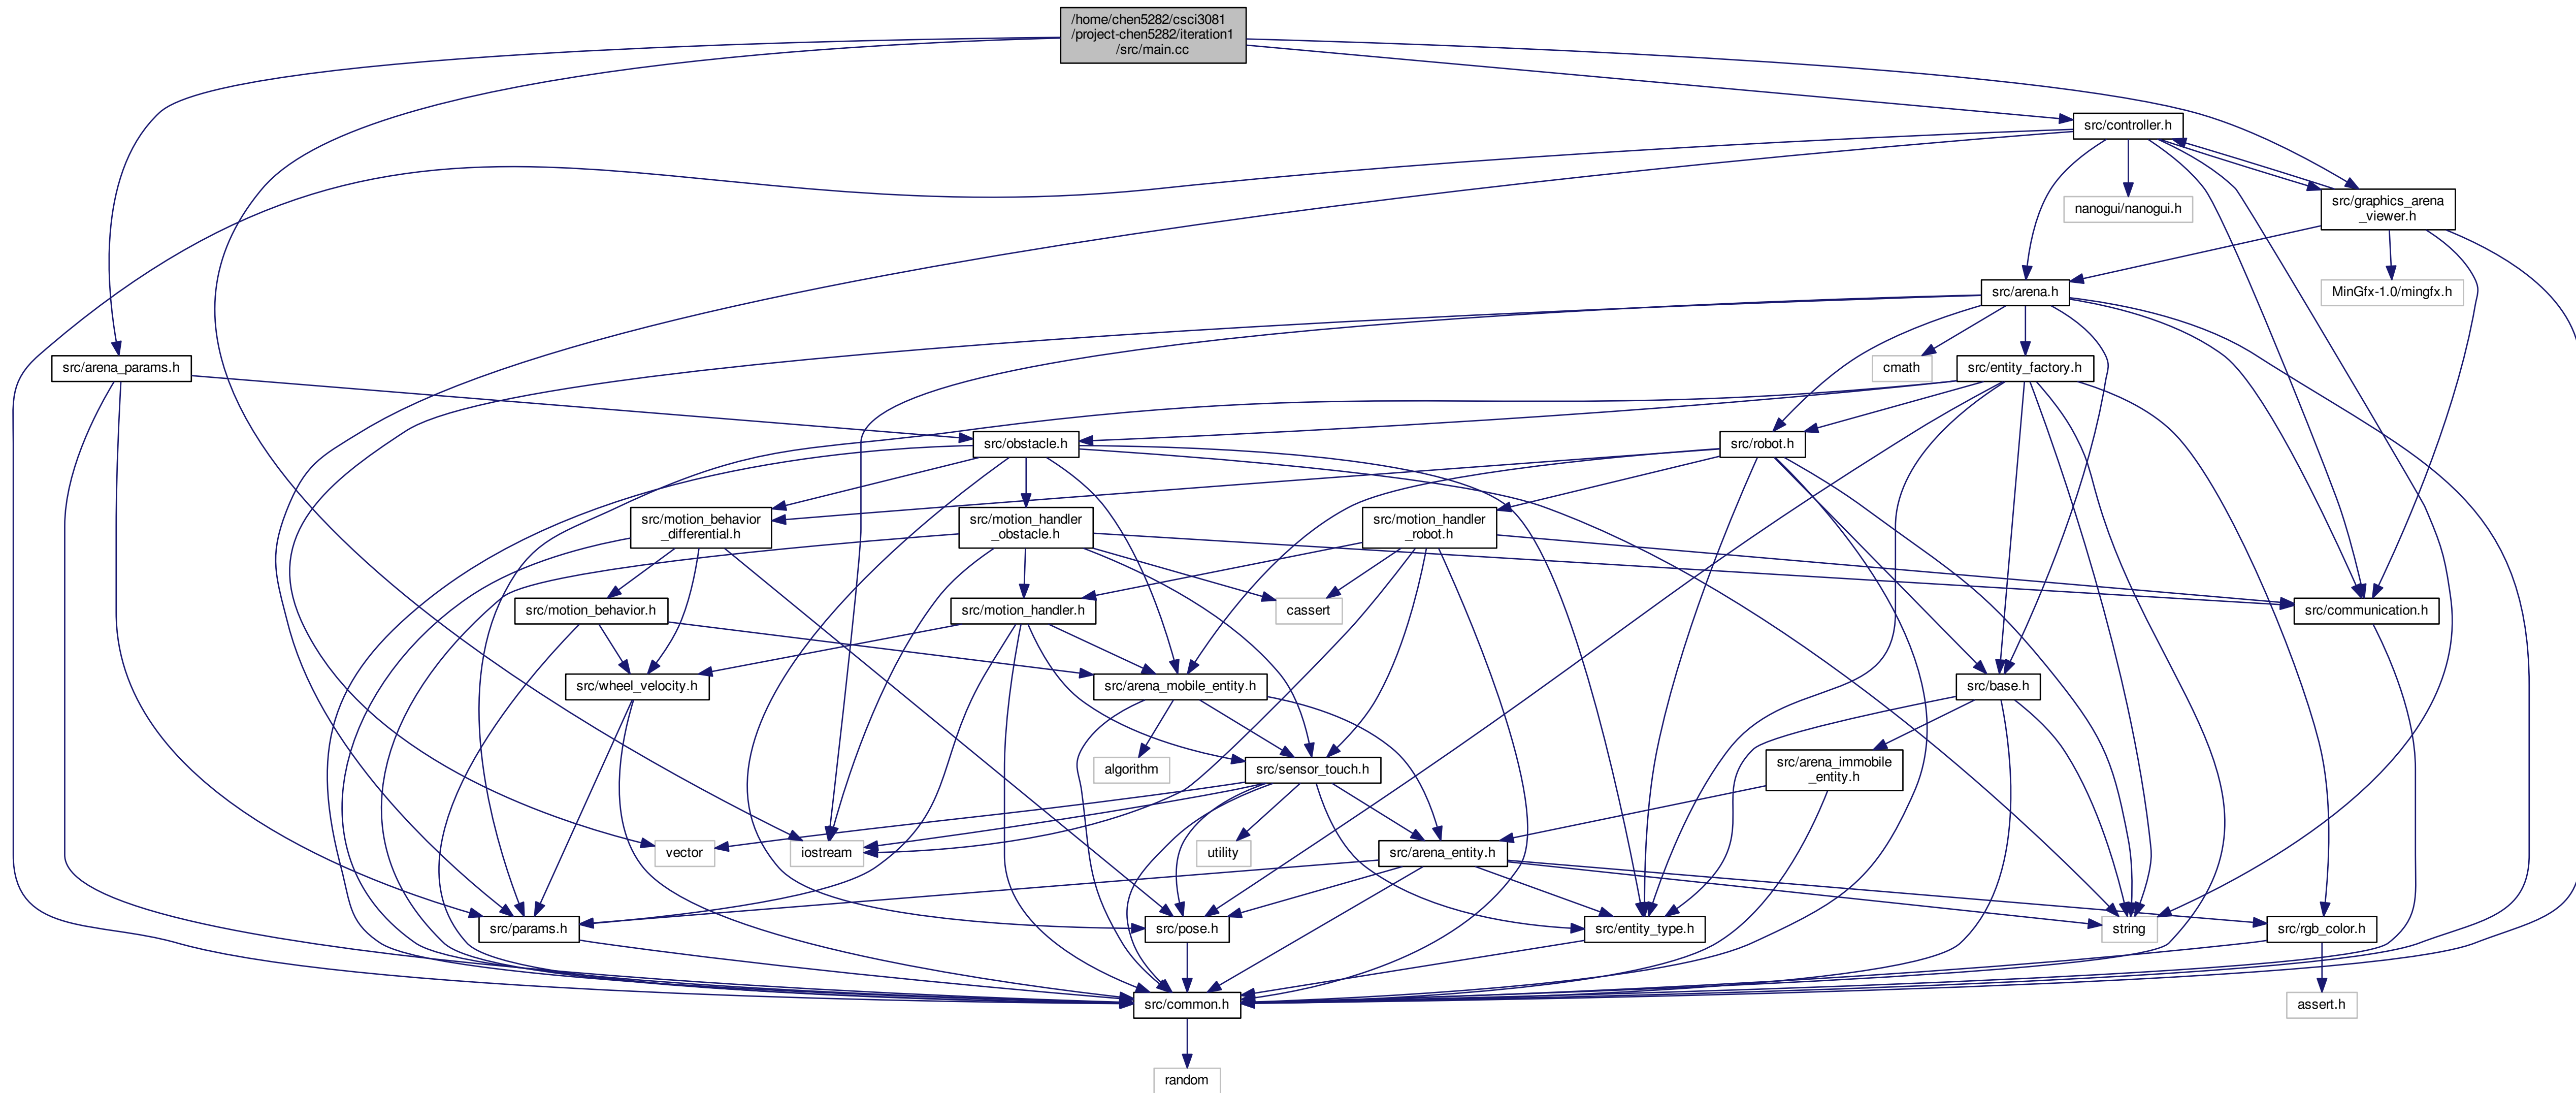 /home/chen5282/csci3081
/project-chen5282/iteration1
/src/main.cc
src/controller.h
nanogui/nanogui.h
src/graphics_arena
_viewer.h
src/arena.h
MinGfx-1.0/mingfx.h
src/arena_params.h
cmath
src/entity_factory.h
src/obstacle.h
src/robot.h
src/motion_behavior
_differential.h
src/motion_handler
_obstacle.h
src/motion_handler
_robot.h
src/motion_behavior.h
src/motion_handler.h
cassert
src/communication.h
src/wheel_velocity.h
src/arena_mobile_entity.h
src/base.h
algorithm
src/sensor_touch.h
src/arena_immobile
_entity.h
vector
iostream
utility
src/arena_entity.h
src/params.h
src/pose.h
src/entity_type.h
string
src/rgb_color.h
src/common.h
assert.h
random